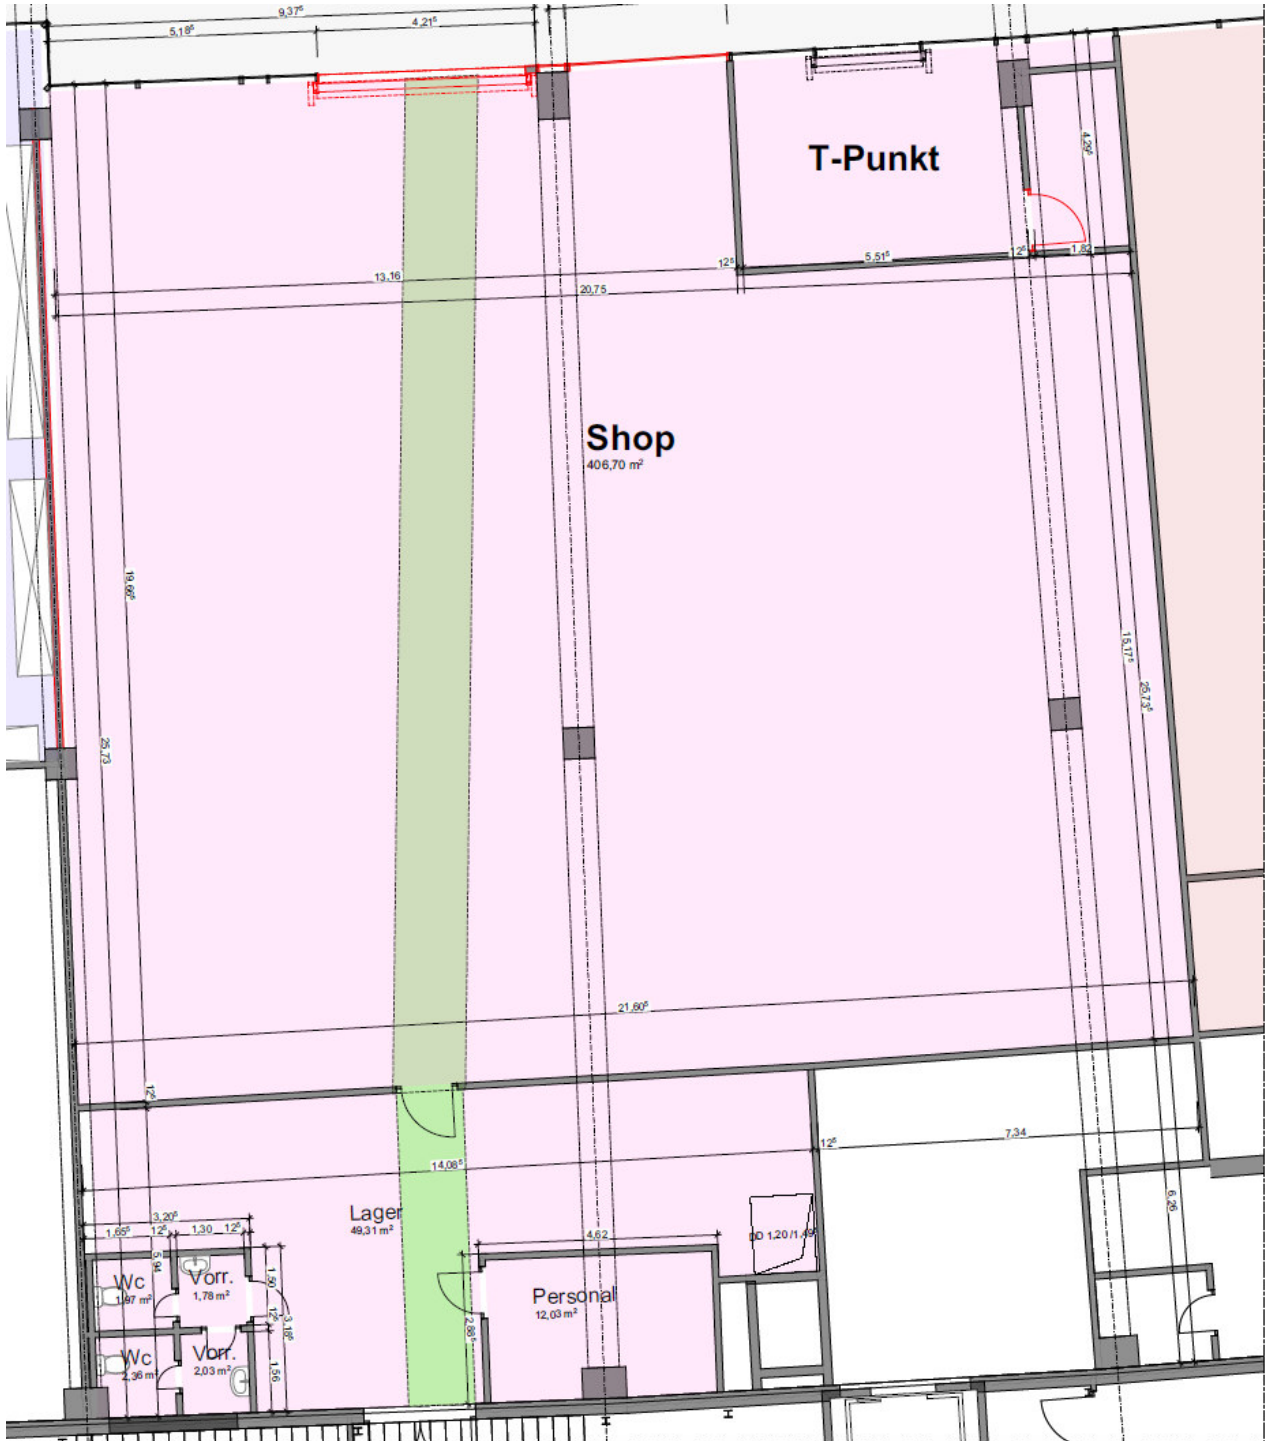 9,37⁵
5,18⁵
4,21⁵
T-Punkt
4,29⁵
13,16
12⁵
5,51⁵
12⁵
1,82
20,75
Shop
406,70 m²
19,66⁵
15,17⁵
25,73⁵
25,73
21,60⁵
12⁵
12⁵
7,34
14,08⁵
6,26
Lager
49,31 m²
3,20⁵
1,65⁵
12⁵
1,30
12⁵
4,62
DD 1,20 /1,49⁵
5,94
Wc
1,97 m²
Vorr.
1,78 m²
1,50
12⁵
3,18⁵
Personal
12,03 m²
2,88⁵
Wc
2,36 m²
Vorr.
2,03 m²
1,56